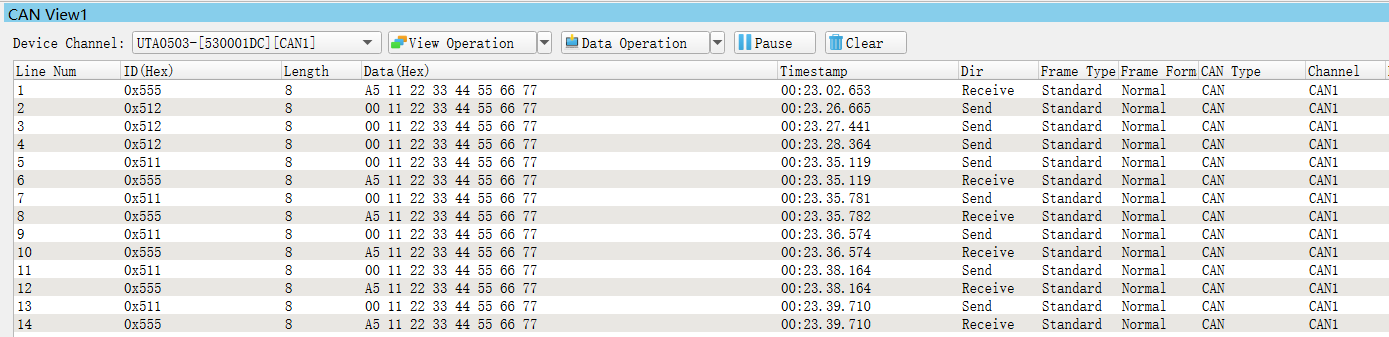 CAN View1
Device Channel: UTA0503-[530001DC][CAN1] View Operation Data Operation Pause Clear
Line Num ID(Hex) Length Data(Hex) Timestamp Dir Frame Type Frame Form CAN Type Channel
1 0x555 8 A5 11 22 33 44 55 66 77 00:23.02.653 Receive Standard Normal CAN CAN1
2 0x512 8 00 11 22 33 44 55 66 77 00:23.26.665 Send Standard Normal CAN CAN1
3 0x512 8 00 11 22 33 44 55 66 77 00:23.27.441 Send Standard Normal CAN CAN1
4 0x512 8 00 11 22 33 44 55 66 77 00:23.28.364 Send Standard Normal CAN CAN1
5 0x511 8 00 11 22 33 44 55 66 77 00:23.35.119 Send Standard Normal CAN CAN1
6 0x555 8 A5 11 22 33 44 55 66 77 00:23.35.119 Receive Standard Normal CAN CAN1
7 0x511 8 00 11 22 33 44 55 66 77 00:23.35.781 Send Standard Normal CAN CAN1
8 0x555 8 A5 11 22 33 44 55 66 77 00:23.35.782 Receive Standard Normal CAN CAN1
9 0x511 8 00 11 22 33 44 55 66 77 00:23.36.574 Send Standard Normal CAN CAN1
10 0x555 8 A5 11 22 33 44 55 66 77 00:23.36.574 Receive Standard Normal CAN CAN1
11 0x511 8 00 11 22 33 44 55 66 77 00:23.38.164 Send Standard Normal CAN CAN1
12 0x555 8 A5 11 22 33 44 55 66 77 00:23.38.164 Receive Standard Normal CAN CAN1
13 0x511 8 00 11 22 33 44 55 66 77 00:23.39.710 Send Standard Normal CAN CAN1
14 0x555 8 A5 11 22 33 44 55 66 77 00:23.39.710 Receive Standard Normal CAN CAN1